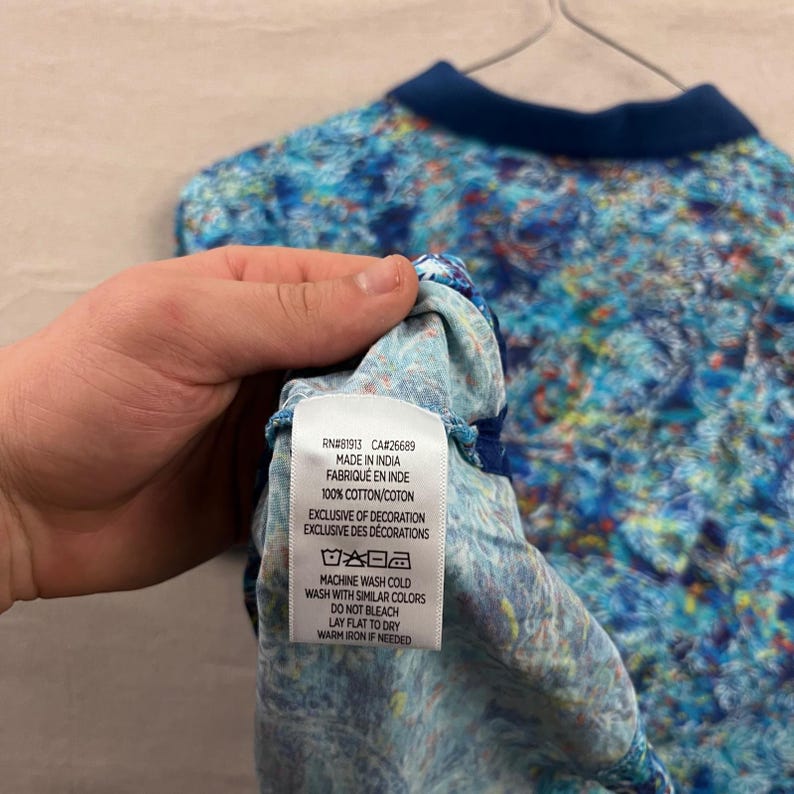 RN#81913 CA#26689
MADE IN INDIA
FABRIQUÉ EN INDE
100% COTTON/COTON
EXCLUSIVE OF DECORATION
EXCLUSIVE DES DÉCORATIONS
MACHINE WASH COLD
WASH WITH SIMILAR COLORS
DO NOT BLEACH
LAY FLAT TO DRY
WARM IRON IF NEEDED